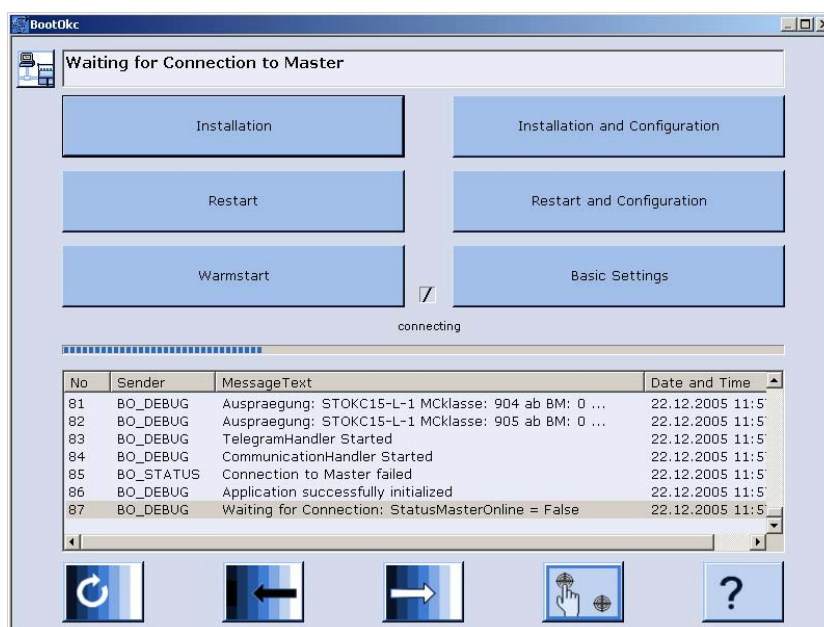 BootOkc
Waiting for Connection to Master
Installation
Installation and Configuration
Restart
Restart and Configuration
Warmstart
Basic Settings
connecting
No Sender MessageText Date and Time
81 BO_DEBUG Auspraegung: STOKC15-L-1 MCklasse: 904 ab BM: 0 ... 22.12.2005 11:5
82 BO_DEBUG Auspraegung: STOKC15-L-1 MCklasse: 905 ab BM: 0 ... 22.12.2005 11:5
83 BO_DEBUG TelegramHandler Started 22.12.2005 11:5
84 BO_DEBUG CommunicationHandler Started 22.12.2005 11:5
85 BO_STATUS Connection to Master failed 22.12.2005 11:5
86 BO_DEBUG Application successfully initialized 22.12.2005 11:5
87 BO_DEBUG Waiting for Connection: StatusMasterOnline = False 22.12.2005 11:5
?